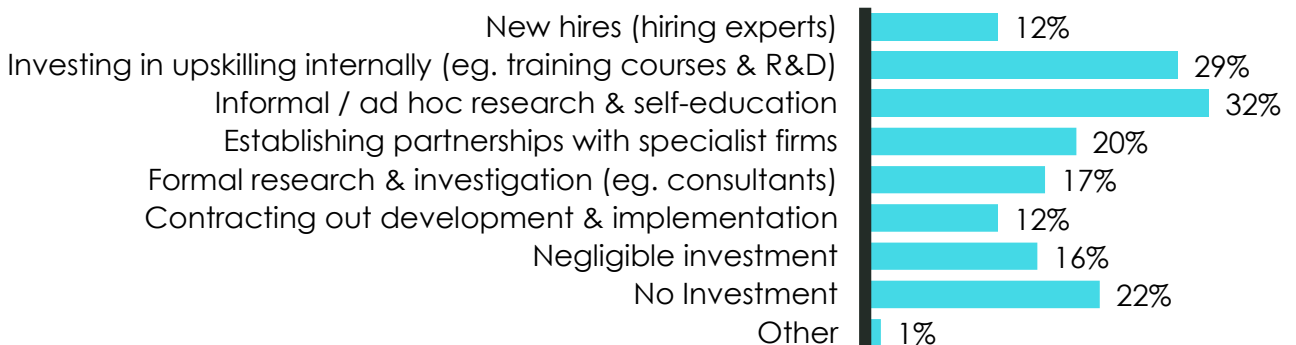 New hires (hiring experts) 12%
Investing in upskilling internally (eg. training courses & R&D) 29%
Informal / ad hoc research & self-education 32%
Establishing partnerships with specialist firms 20%
Formal research & investigation (eg. consultants) 17%
Contracting out development & implementation 12%
Negligible investment 16%
No Investment 22%
Other 1%